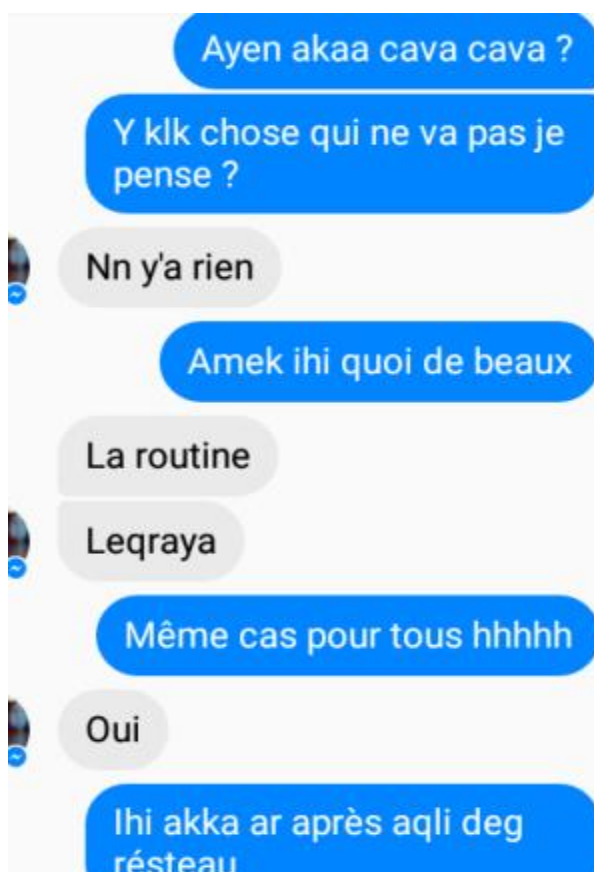 Ayen akaa cava cava ?
Y klk chose qui ne va pas je
pense ?
Nn y'a rien
Amek ihi quoi de beaux
La routine
Leqraya
Même cas pour tous hhhhh
Oui
Ihi akka ar après aqli deg
résteau